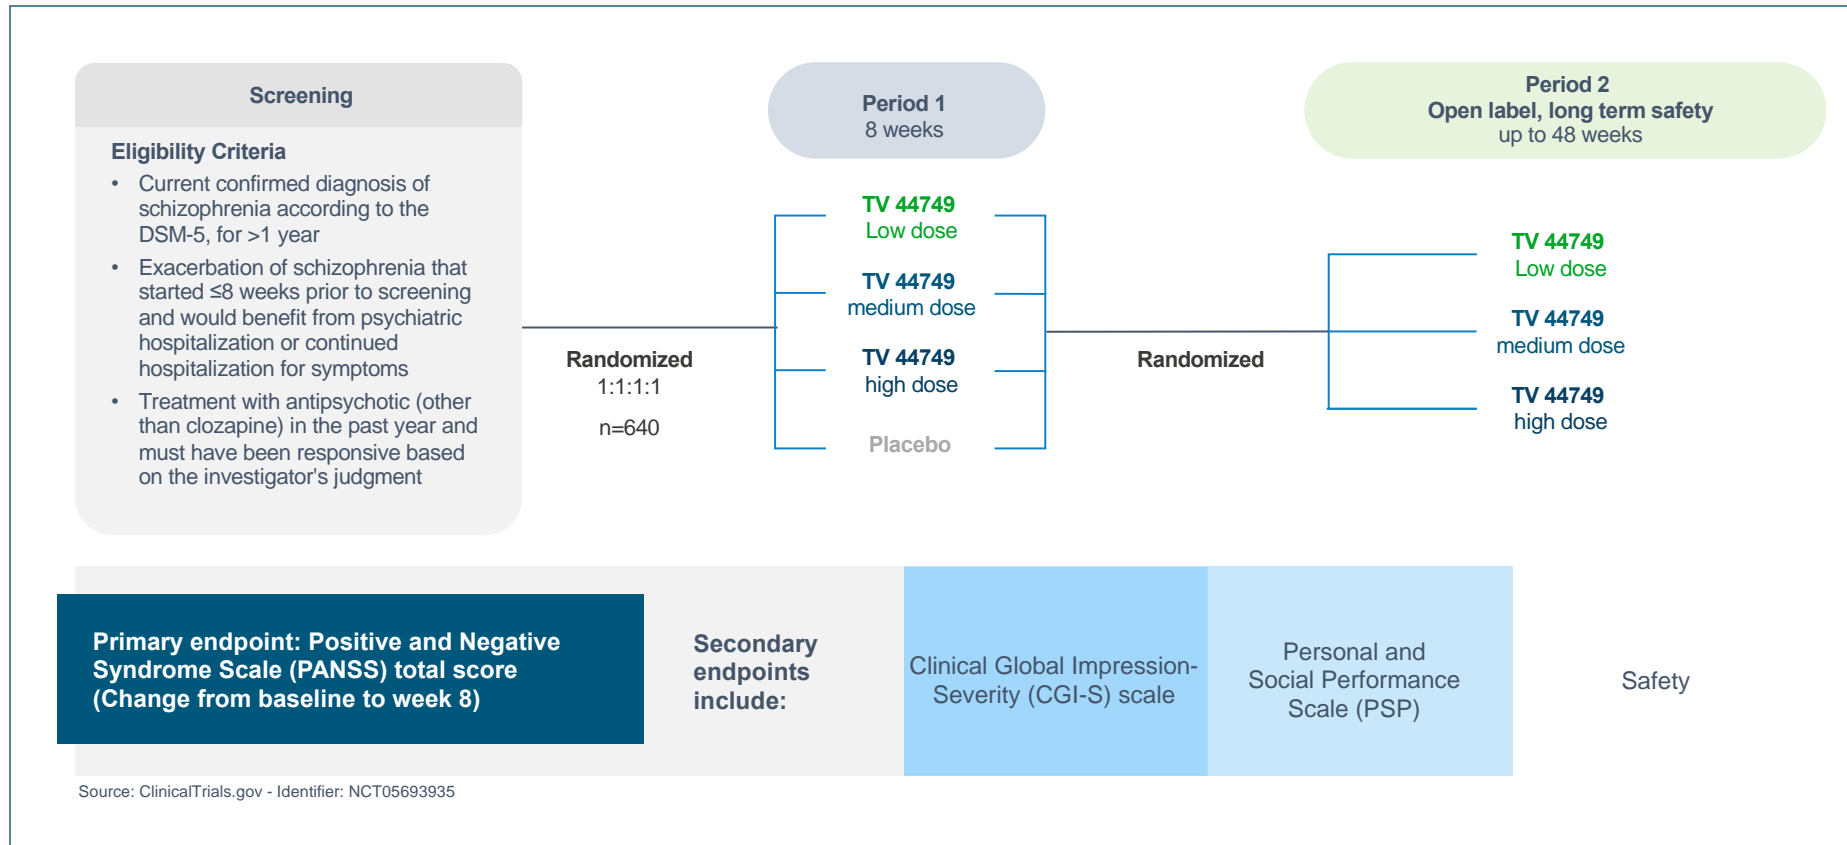 Screening
Eligibility Criteria
• Current confirmed diagnosis of
schizophrenia according to the
DSM-5, for >1 year
• Exacerbation of schizophrenia that
started ≤8 weeks prior to screening
and would benefit from psychiatric
hospitalization or continued
hospitalization for symptoms
• Treatment with antipsychotic (other
than clozapine) in the past year and
must have been responsive based
on the investigator's judgment
Randomized
1:1:1:1
n=640
Period 1
8 weeks
TV 44749
Low dose
TV 44749
medium dose
TV 44749
high dose
Placebo
Randomized
Period 2
Open label, long term safety
up to 48 weeks
TV 44749
Low dose
TV 44749
medium dose
TV 44749
high dose
Primary endpoint: Positive and Negative
Syndrome Scale (PANSS) total score
(Change from baseline to week 8)
Secondary
endpoints
include:
Clinical Global Impression-
Severity (CGI-S) scale
Personal and
Social Performance
Scale (PSP)
Safety
Source: ClinicalTrials.gov - Identifier: NCT05693935